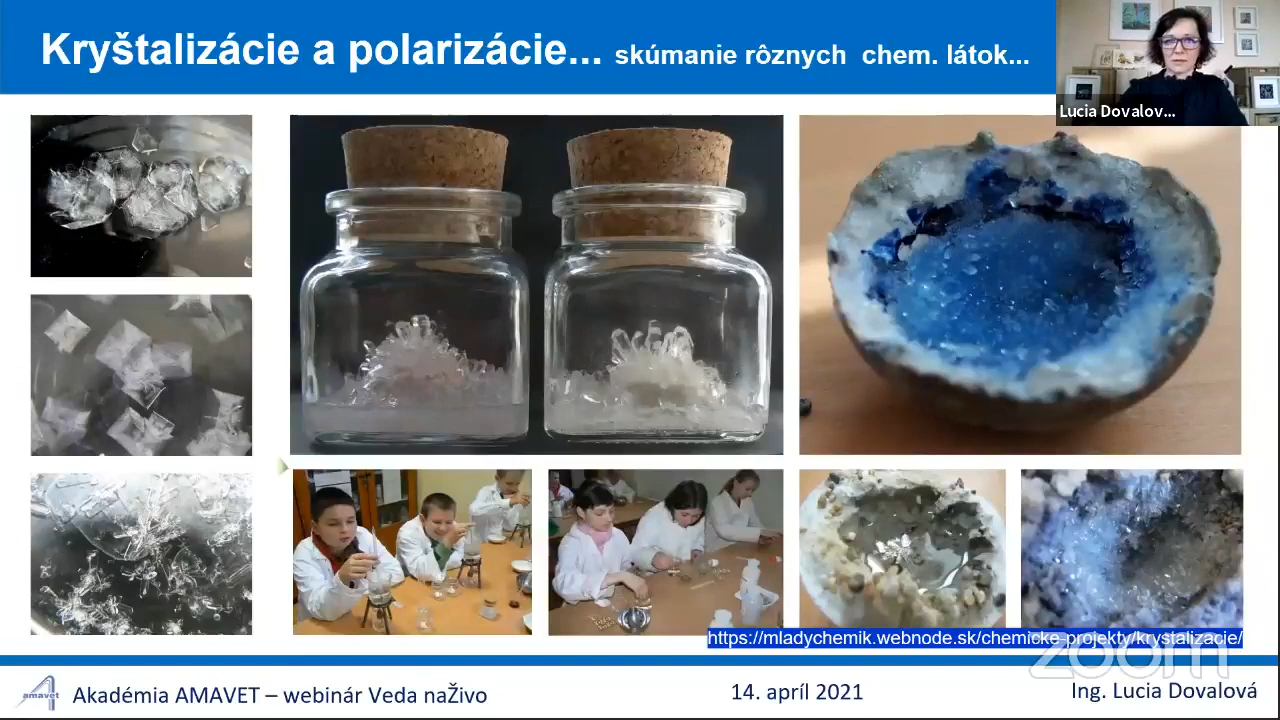 Kryštalizácie a polarizácie... skúmanie rôznych chem. látok...
Lucia Dovalov...
https://mladychemik.webnode.sk/chemicke-projekty/krystalizacie/
zoom
amavet
Akadémia AMAVET – webinár Veda naŽivo
14. apríl 2021
Ing. Lucia Dovalová